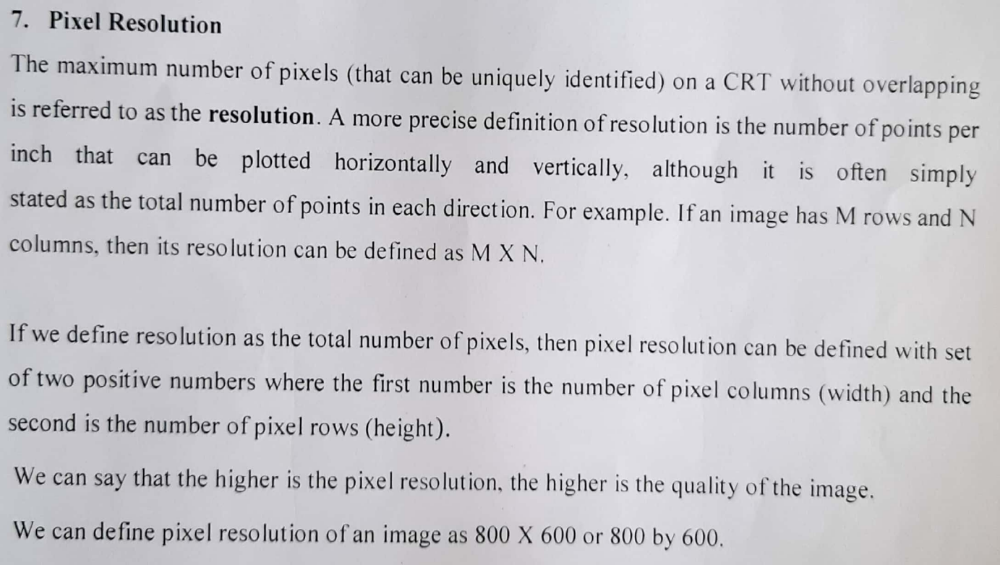 7. Pixel Resolution
The maximum number of pixels (that can be uniquely identified) on a CRT without overlapping
is referred to as the resolution. A more precise definition of resolution is the number of points per
inch that can be plotted horizontally and vertically, although it is often simply
stated as the total number of points in each direction. For example. If an image has M rows and N
columns, then its resolution can be defined as M X N.
If we define resolution as the total number of pixels, then pixel resolution can be defined with set
of two positive numbers where the first number is the number of pixel columns (width) and the
second is the number of pixel rows (height).
We can say that the higher is the pixel resolution, the higher is the quality of the image.
We can define pixel resolution of an image as 800 X 600 or 800 by 600.